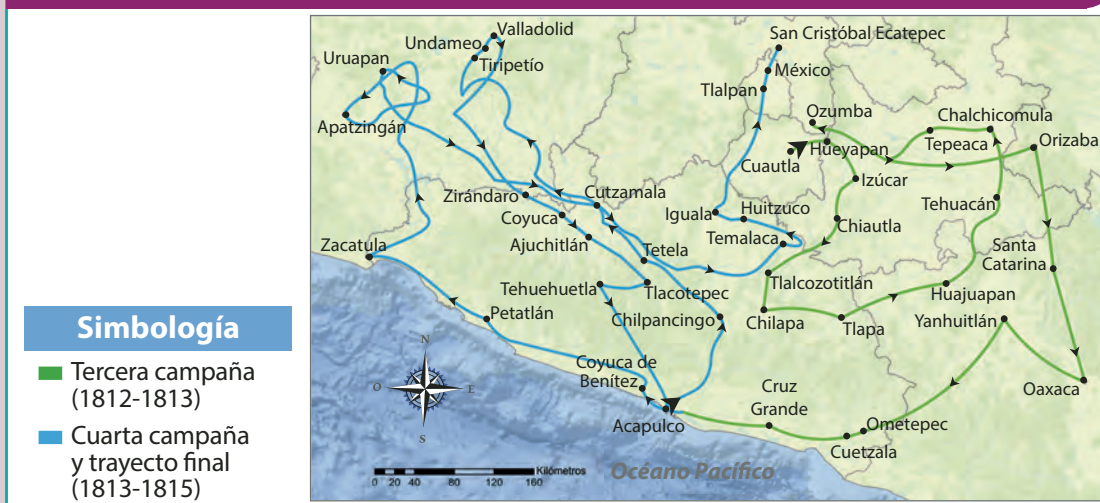 Simbología
Tercera campaña
(1812-1813)
Cuarta campaña
y trayecto final
(1813-1815)
Valladolid
Undameo
Tiripetío
Uruapan
Apatzingán
San Cristóbal Ecatepec
México
Tlalpan
Ozumba
Chalchicomula
Tepeaca
Orizaba
Hueyapan
Cuautla
Izúcar
Zirándaro
Cutzamala
Coyuca
Iguala
Huitzuco
Tehuacán
Ajuchitlán
Temalaca
Chiautla
Zacatula
Tetela
Santa
Catarina
Tehuehuetla
Tlacotepec
Tlalcozotitlán
Huajuapan
Petatlán
Chilpancingo
Chilapa
Tlapa
Yanhuitlán
Coyuca de
Benítez
Oaxaca
Cruz
Grande
Acapulco
Ometepec
Cuetzala
N
O
E
S
Kilómetros
0 20 40 80 120 160
Océano Pacífico